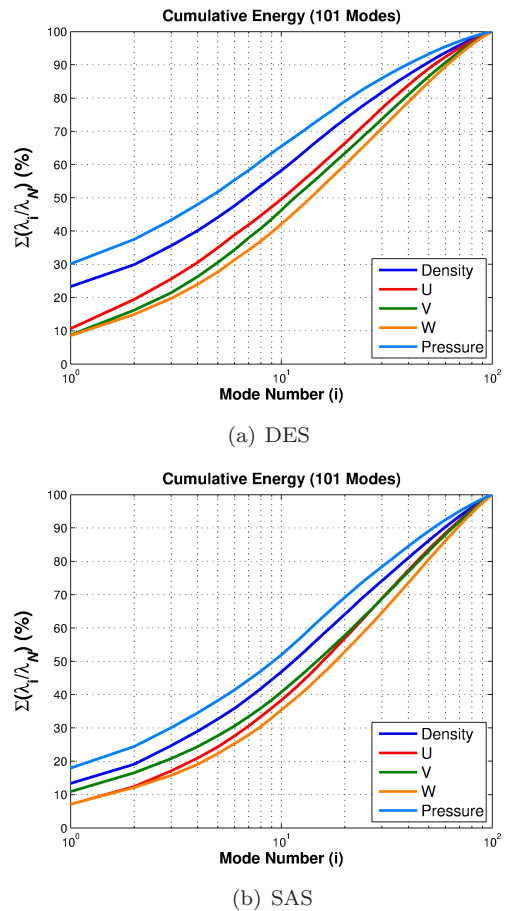 Cumulative Energy (101 Modes)
100
90
80
70
60
50
40
30
20
10
0
Σ(λi/λN) (%)
Density
U
V
W
Pressure
10^0
10^1
10^2
Mode Number (i)
(a) DES
Cumulative Energy (101 Modes)
100
90
80
70
60
50
40
30
20
10
0
Σ(λi/λN) (%)
Density
U
V
W
Pressure
10^0
10^1
10^2
Mode Number (i)
(b) SAS